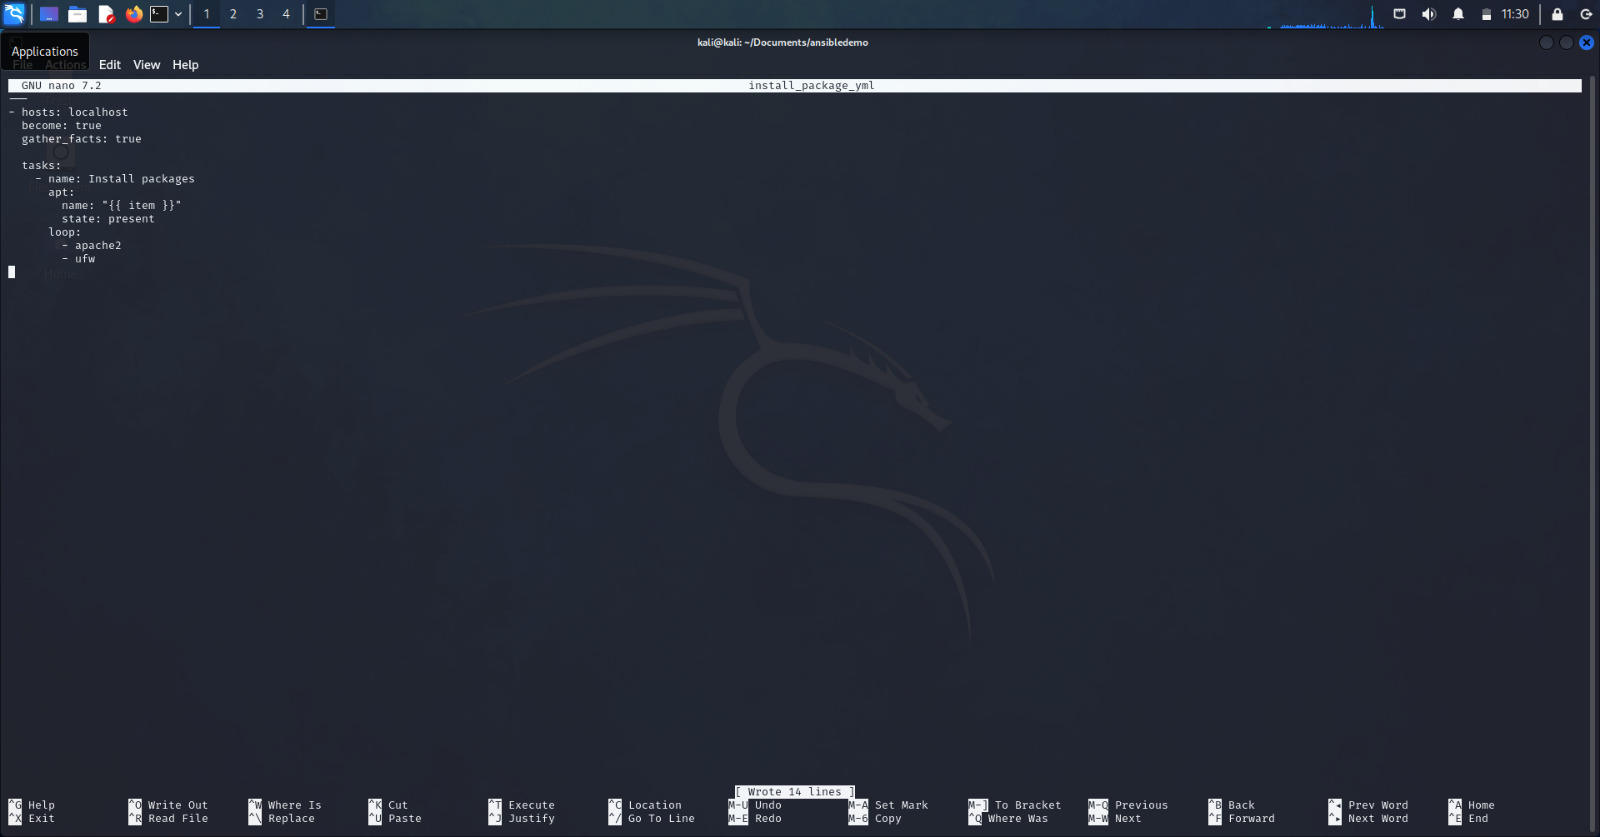 1 2 3 4 11:30
Applications
kali@kali: ~/Documents/ansibledemo
File Actions Edit View Help
GNU nano 7.2 install_package_yml
---
- hosts: localhost
become: true
gather_facts: true
tasks:
- name: Install packages
apt:
name: "{{ item }}"
state: present
loop:
- apache2
- ufw
Home
[ Wrote 14 lines ]
^G Help ^O Write Out ^W Where Is ^K Cut ^T Execute ^C Location M-U Undo M-A Set Mark M-] To Bracket M-Q Previous ^B Back ^◂ Prev Word ^A Home
^X Exit ^R Read File ^\ Replace ^U Paste ^J Justify ^/ Go To Line M-E Redo M-6 Copy ^Q Where Was M-W Next ^F Forward ^▸ Next Word ^E End